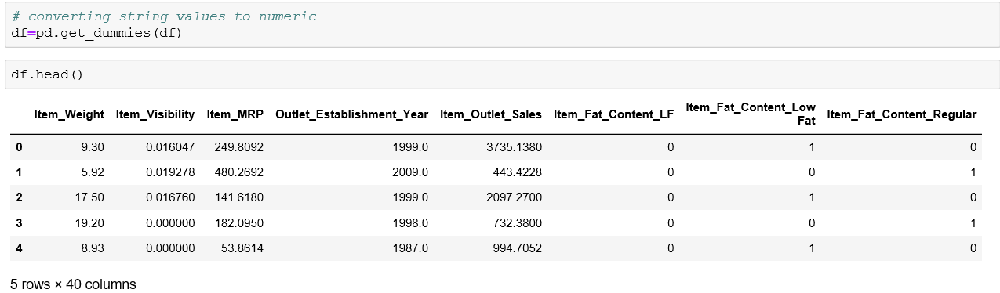 # converting string values to numeric
df=pd.get_dummies(df)
df.head()
Item_Weight Item_Visibility Item_MRP Outlet_Establishment_Year Item_Outlet_Sales Item_Fat_Content_LF Item_Fat_Content_Low Fat Item_Fat_Content_Regular
0 9.30 0.016047 249.8092 1999.0 3735.1380 0 1 0
1 5.92 0.019278 480.2692 2009.0 443.4228 0 0 1
2 17.50 0.016760 141.6180 1999.0 2097.2700 0 1 0
3 19.20 0.000000 182.0950 1998.0 732.3800 0 0 1
4 8.93 0.000000 53.8614 1987.0 994.7052 0 1 0
5 rows × 40 columns